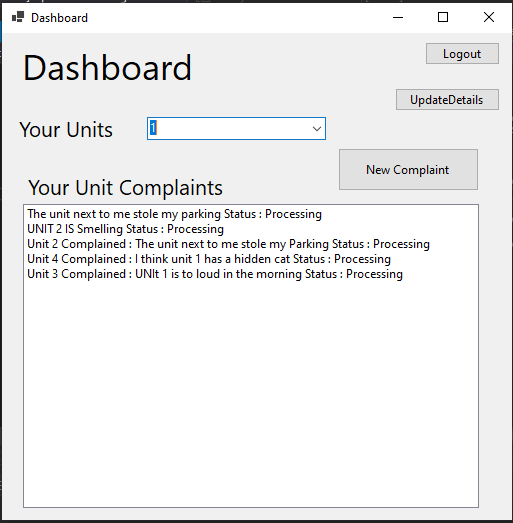 Dashboard
Dashboard
Logout
UpdateDetails
Your Units
1
New Complaint
Your Unit Complaints
The unit next to me stole my parking Status : Processing
UNIT 2 IS Smelling Status : Processing
Unit 2 Complained : The unit next to me stole my Parking Status : Processing
Unit 4 Complained : I think unit 1 has a hidden cat Status : Processing
Unit 3 Complained : UNIt 1 is to loud in the morning Status : Processing